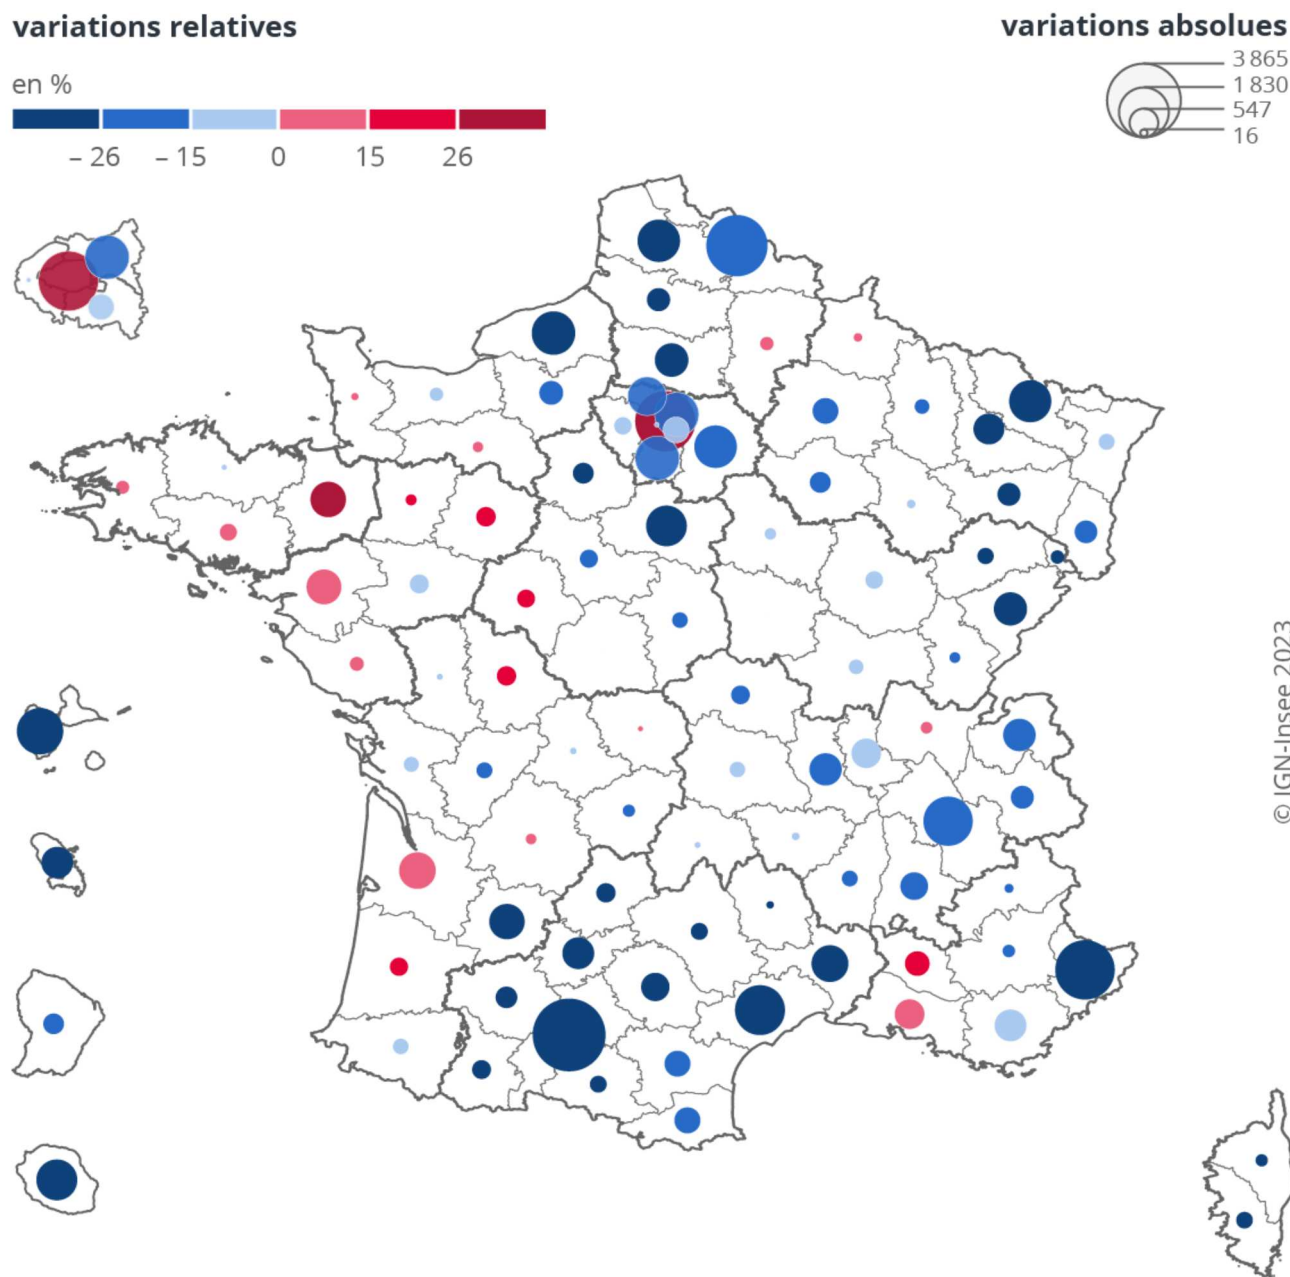 variations relatives
variations absolues
en %
3 865
1 830
547
16
– 26
– 15
0
15
26
© IGN-Insee 2023